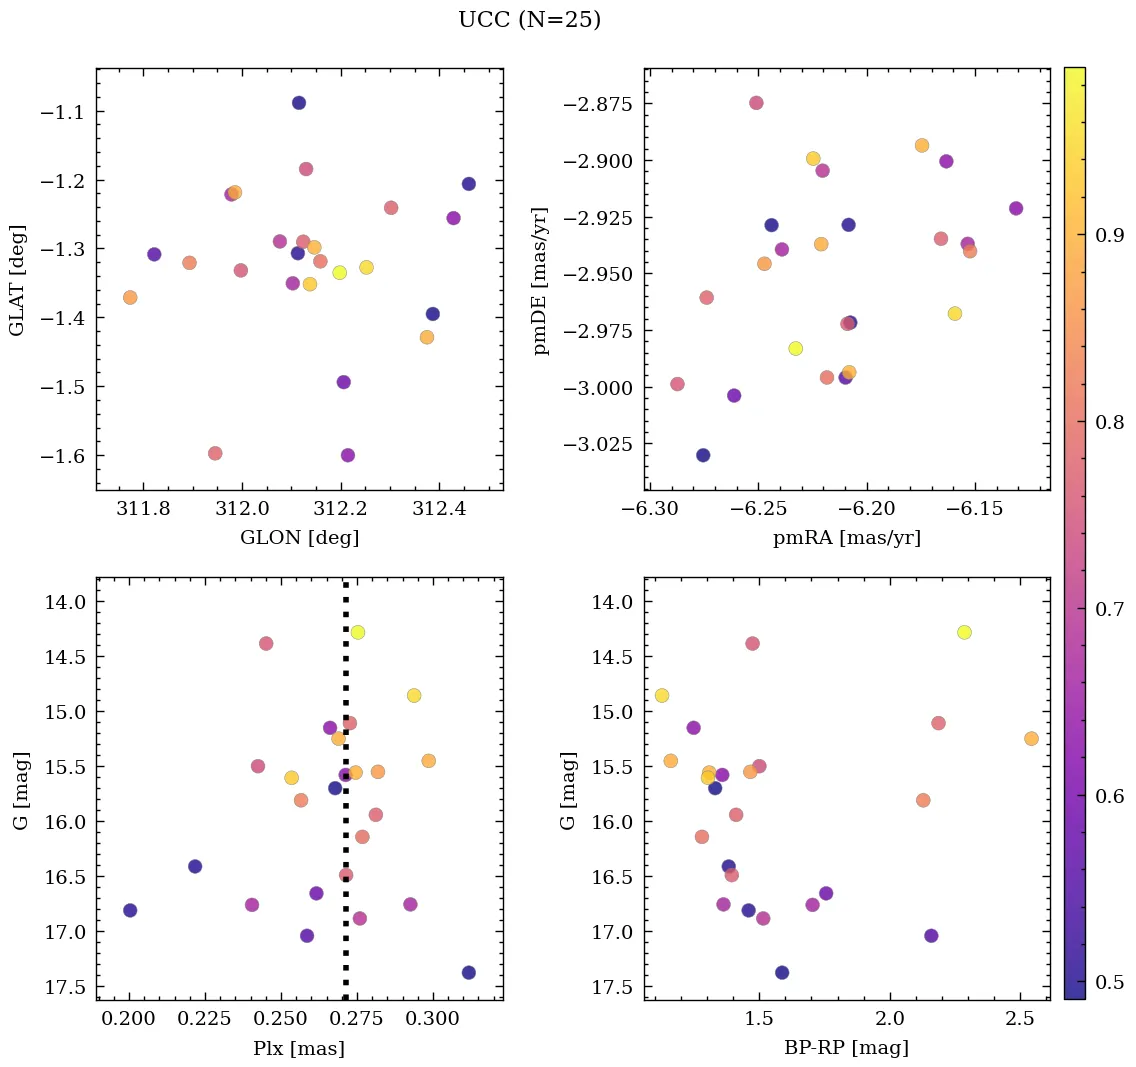 UCC (N=25)
−1.1
−1.2
−1.3
−1.4
−1.5
−1.6
GLAT [deg]
311.8 312.0 312.2 312.4
GLON [deg]
−2.875
−2.900
−2.925
−2.950
−2.975
−3.000
−3.025
pmDE [mas/yr]
−6.30 −6.25 −6.20 −6.15
pmRA [mas/yr]
0.9
0.8
0.7
0.6
0.5
14.0
14.5
15.0
15.5
16.0
16.5
17.0
17.5
G [mag]
0.200 0.225 0.250 0.275 0.300
Plx [mas]
14.0
14.5
15.0
15.5
16.0
16.5
17.0
17.5
G [mag]
1.5 2.0 2.5
BP-RP [mag]